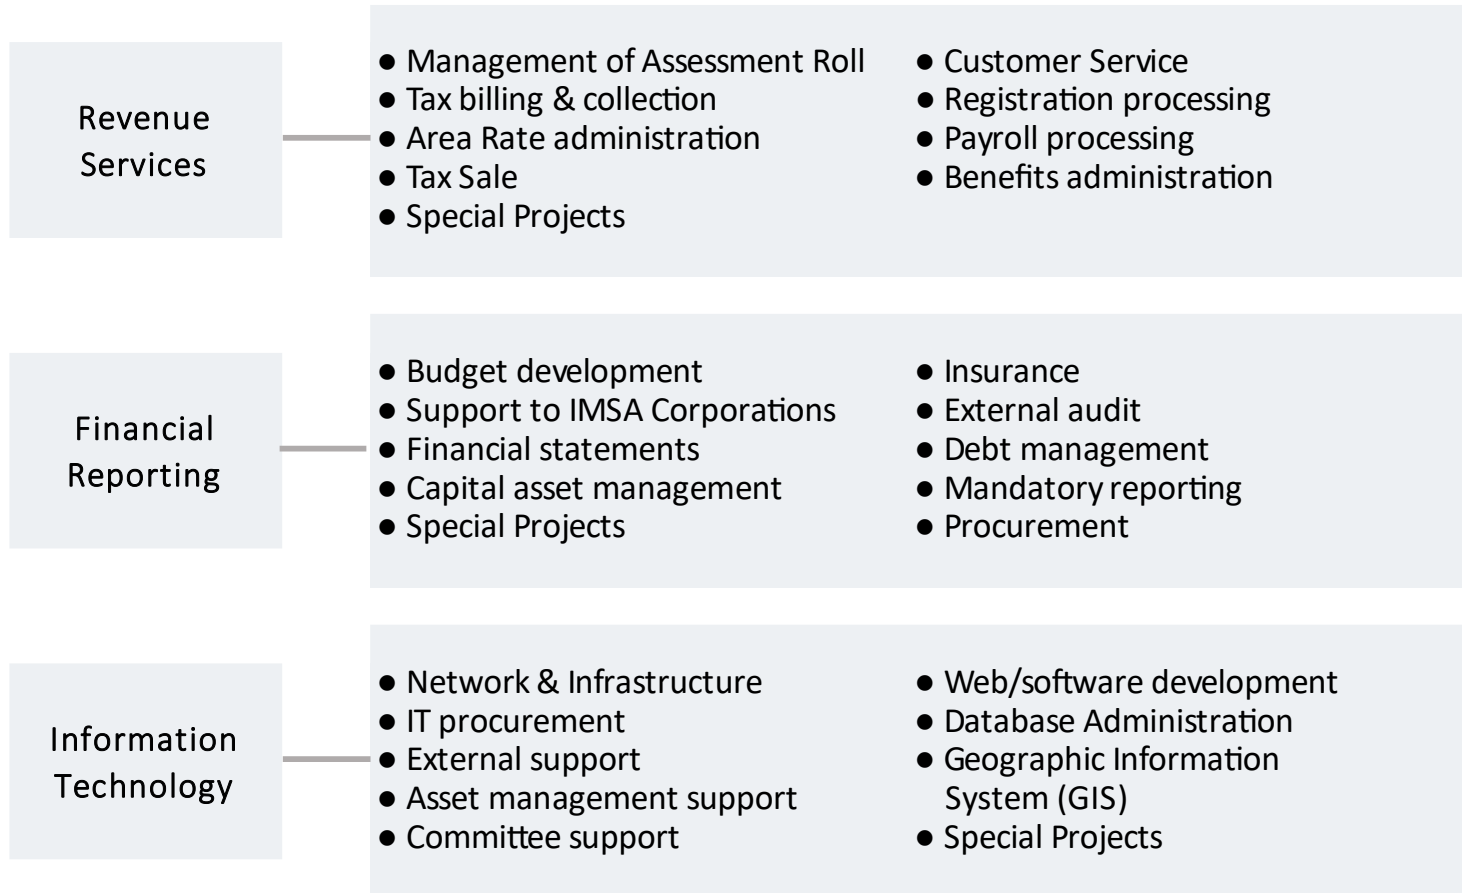 Revenue
Services
● Management of Assessment Roll
● Tax billing & collection
● Area Rate administration
● Tax Sale
● Special Projects
● Customer Service
● Registration processing
● Payroll processing
● Benefits administration
Financial
Reporting
● Budget development
● Support to IMSA Corporations
● Financial statements
● Capital asset management
● Special Projects
● Insurance
● External audit
● Debt management
● Mandatory reporting
● Procurement
Information
Technology
● Network & Infrastructure
● IT procurement
● External support
● Asset management support
● Committee support
● Web/software development
● Database Administration
● Geographic Information
System (GIS)
● Special Projects